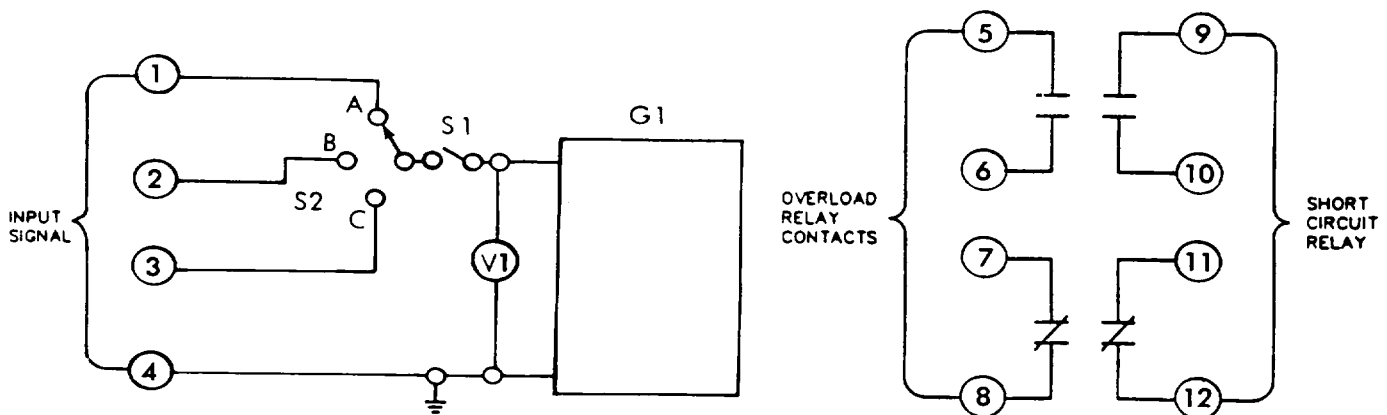 1
A
S1
B
2
S2
C
INPUT
SIGNAL
3
V1
4
G1
5
9
6
10
OVERLOAD
RELAY
CONTACTS
SHORT
CIRCUIT
RELAY
7
11
8
12